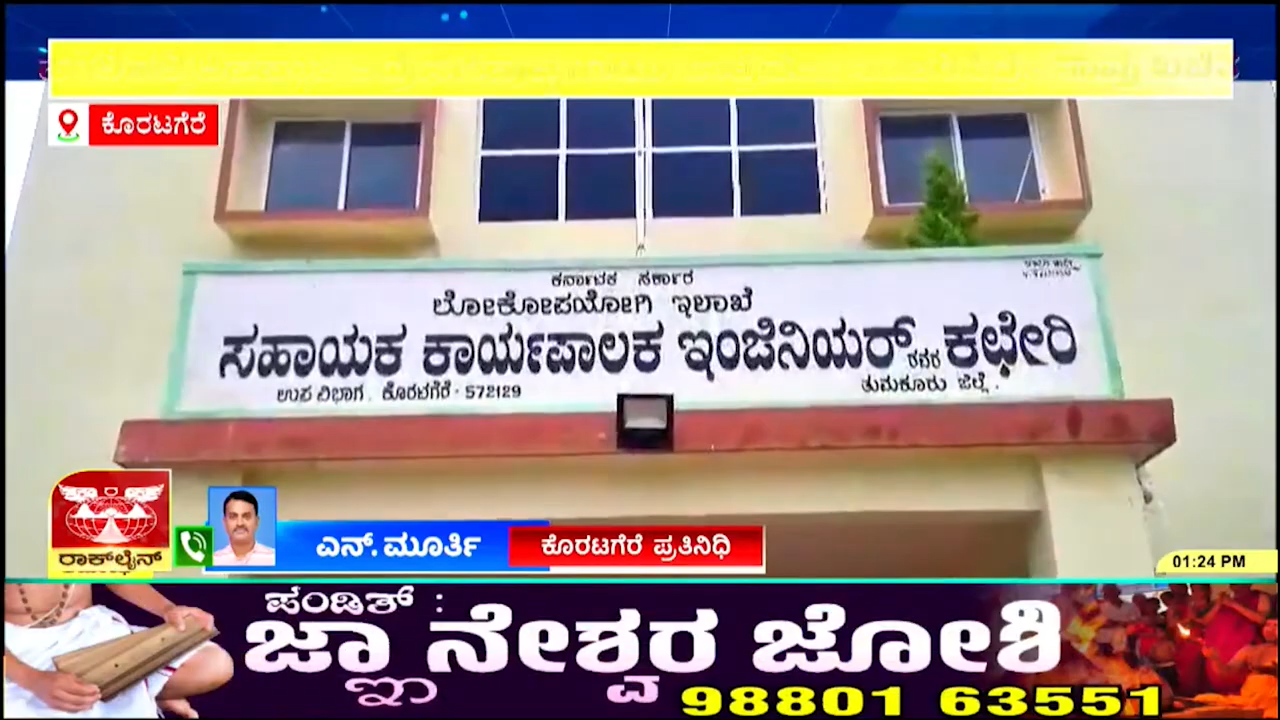 ಕೊರಟಗೆರೆ
ಕರ್ನಾಟಕ ಸರ್ಕಾರ
ಲೋಕೋಪಯೋಗಿ ಇಲಾಖೆ
ಸಹಾಯಕ ಕಾರ್ಯಪಾಲಕ ಇಂಜಿನಿಯರ್ ರವರ ಕಛೇರಿ
ಉಪ ವಿಭಾಗ . ಕೊರಟಗೆರೆ - 572129
ತುಮಕೂರು ಜಿಲ್ಲೆ .
ರಾಕ್‌ಲೈನ್
ಎನ್. ಮೂರ್ತಿ
ಕೊರಟಗೆರೆ ಪ್ರತಿನಿಧಿ
01:24 PM
ಪಂಡಿತ್ :
ಜ್ಞಾನೇಶ್ವರ ಜೋಶಿ
98801 63551